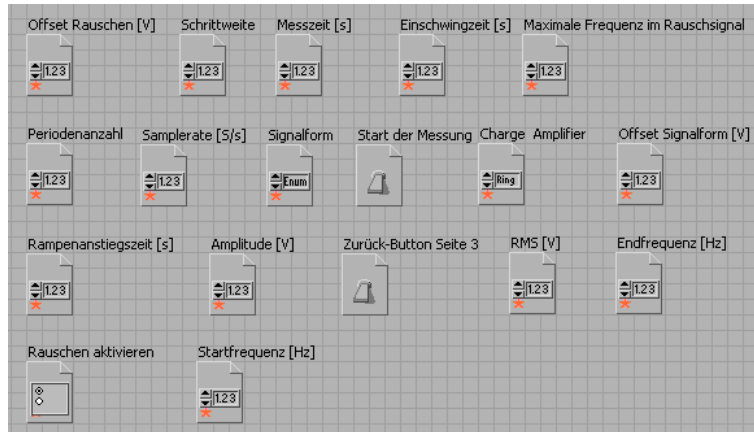 Offset Rauschen [V] Schrittweite Messzeit [s] Einschwingzeit [s] Maximale Frequenz im Rauschsignal
1.23 1.23 1.23 1.23 1.23
Periodenanzahl Samplerate [S/s] Signalform Start der Messung Charge Amplifier Offset Signalform [V]
1.23 1.23 Enum Ring 1.23
Rampenanstiegszeit [s] Amplitude [V] Zurück-Button Seite 3 RMS [V] Endfrequenz [Hz]
1.23 1.23 1.23 1.23
Rauschen aktivieren Startfrequenz [Hz]
1.23